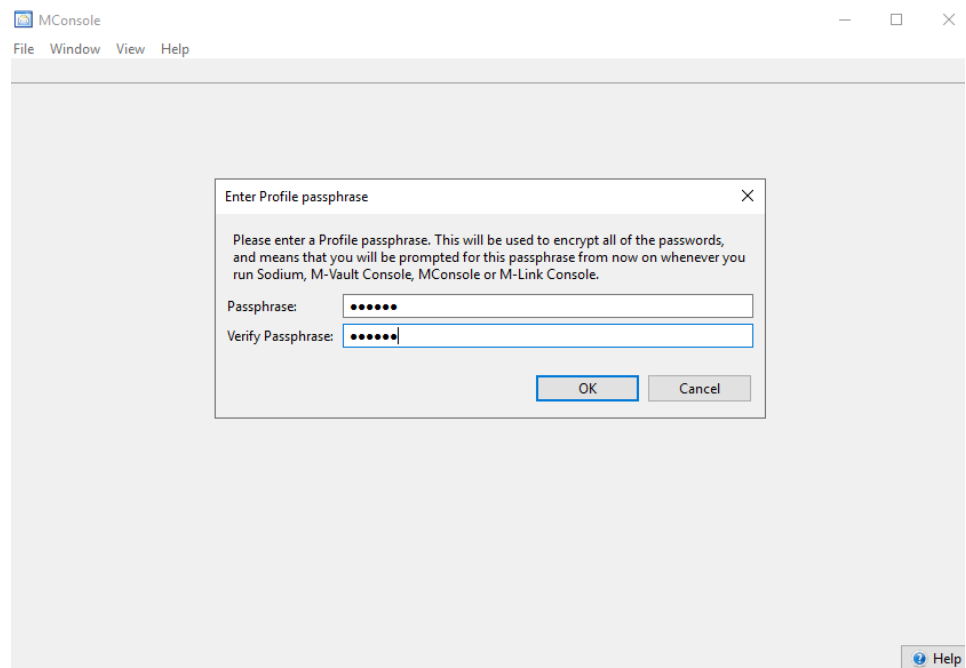 MConsole
File Window View Help
Enter Profile passphrase
Please enter a Profile passphrase. This will be used to encrypt all of the passwords,
and means that you will be prompted for this passphrase from now on whenever you
run Sodium, M-Vault Console, MConsole or M-Link Console.
Passphrase: ●●●●●●
Verify Passphrase: ●●●●●●
OK Cancel
Help